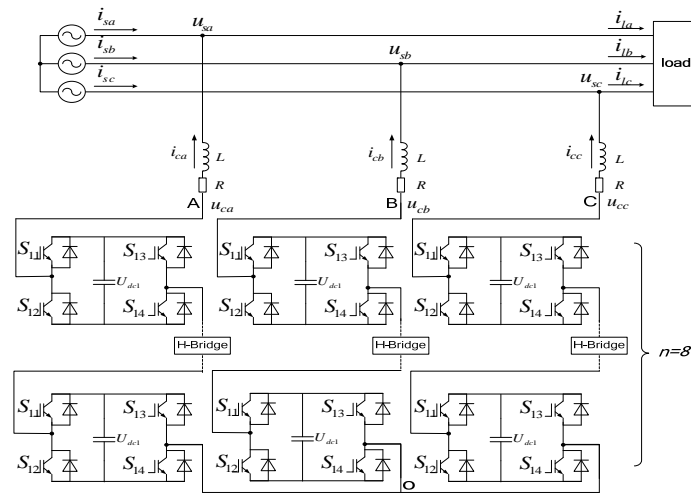 i_sa u_sa i_la
i_sb u_sb i_lb
i_sc u_sc i_lc
load
i_ca L i_cb L i_cc L
R R R
A u_ca B u_cb C u_cc
S_11 S_13 S_11 S_13 S_11 S_13
U_dc1 U_dc1 U_dc1
S_12 S_14 S_12 S_14 S_12 S_14
H-Bridge H-Bridge H-Bridge
n=8
S_11 S_13 S_11 S_13 S_11 S_13
U_dc1 U_dc1 U_dc1
S_12 S_14 S_12 S_14 S_12 S_14
O